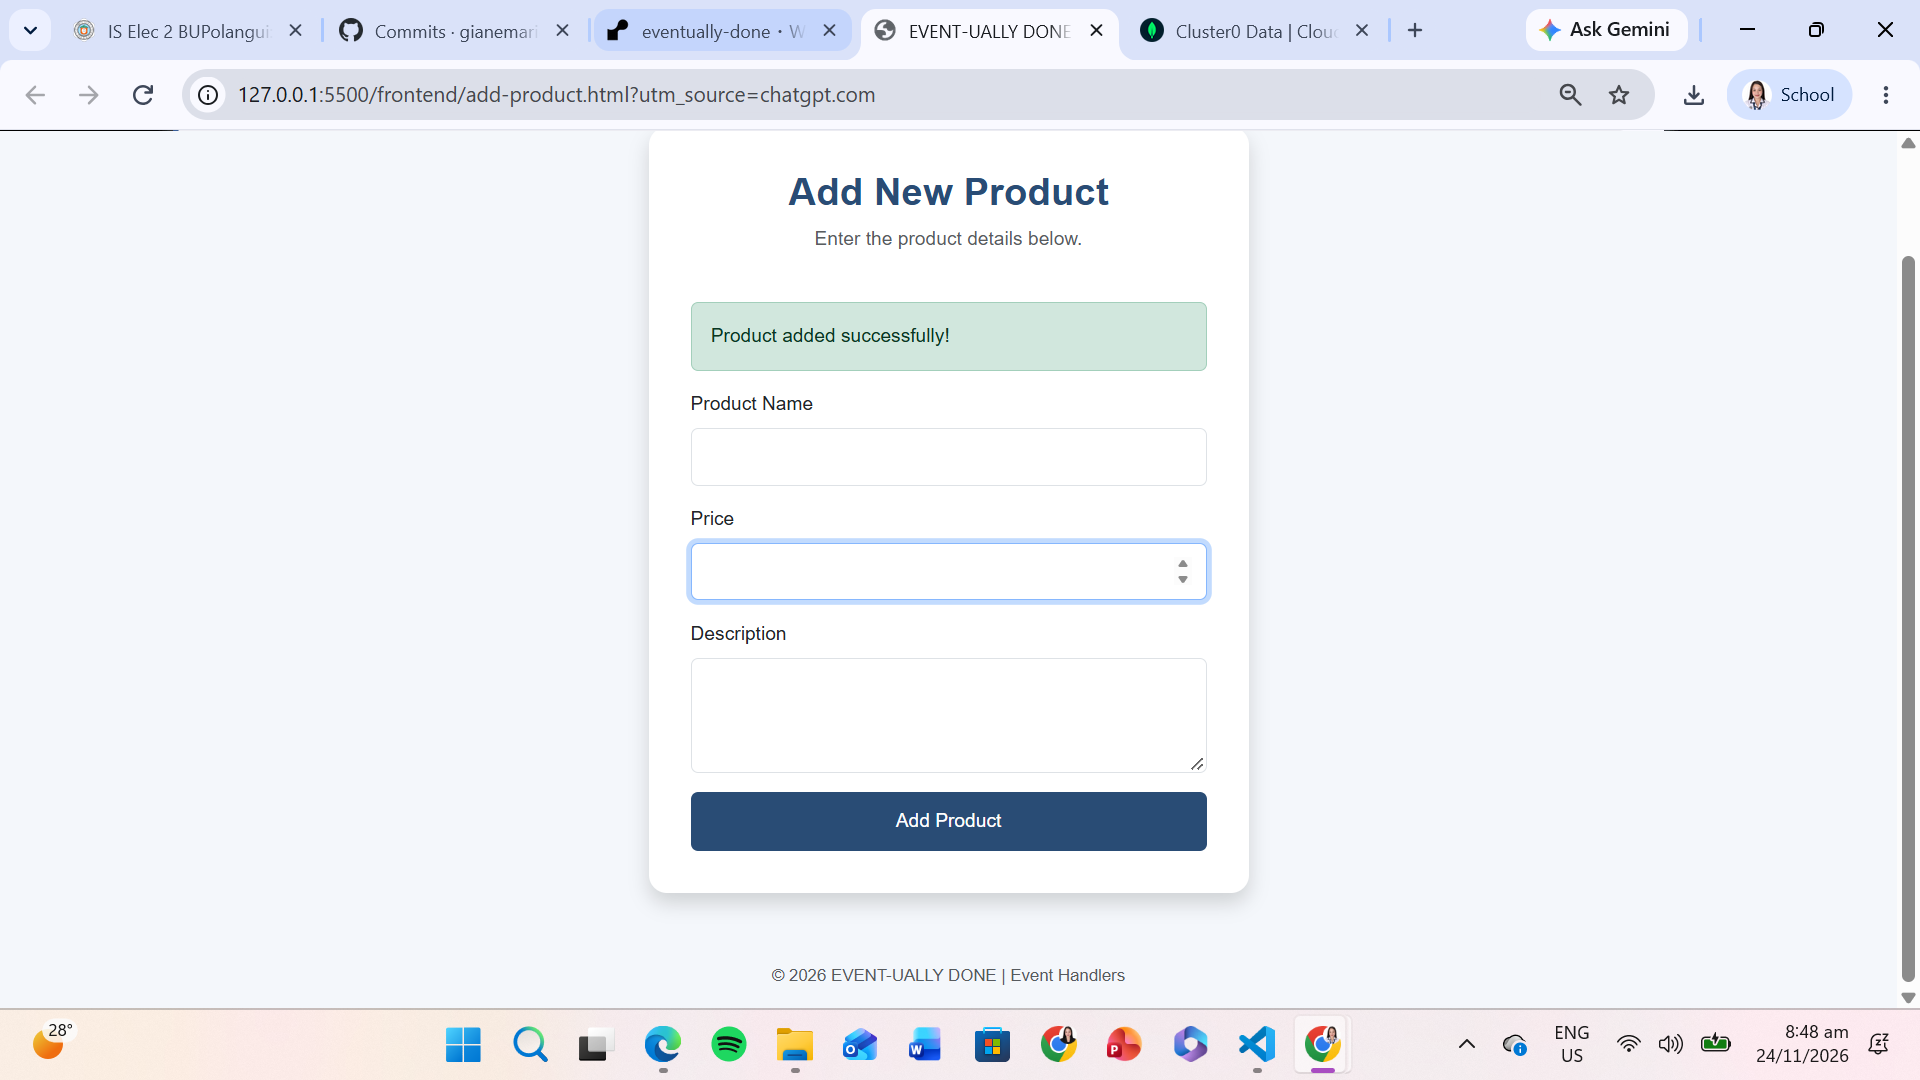 IS Elec 2 BUPolangui
Commits · gianemari
eventually-done · W
EVENT-UALLY DONE
Cluster0 Data | Clou
Ask Gemini
127.0.0.1:5500/frontend/add-product.html?utm_source=chatgpt.com
School
Add New Product
Enter the product details below.
Product added successfully!
Product Name
Price
Description
Add Product
© 2026 EVENT-UALLY DONE | Event Handlers
28°
ENG
US
8:48 am
24/11/2026